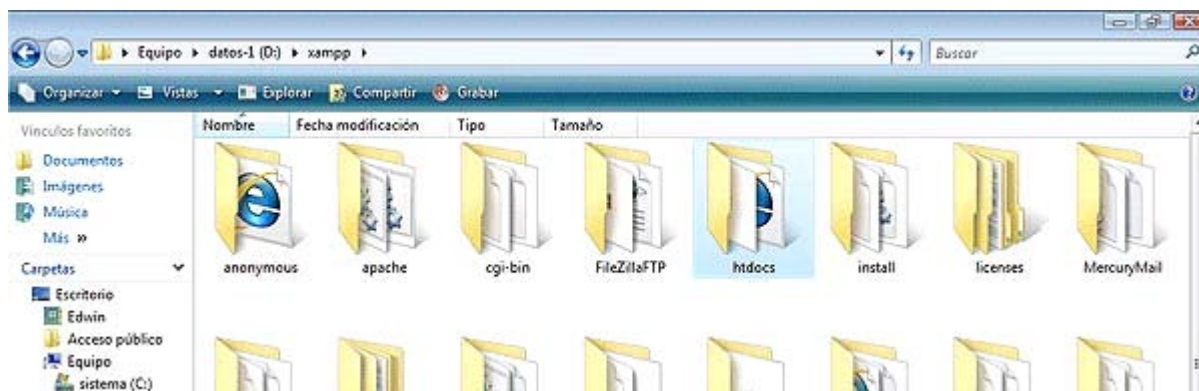 Equipo ▸ datos-1 (D:) ▸ xampp ▸
Buscar
Organizar Vistas Explorar Compartir Grabar
Vínculos favoritos
Nombre Fecha modificación Tipo Tamaño
Documentos
Imágenes
Música
Más »
Carpetas
anonymous apache cgi-bin FileZillaFTP htdocs install licenses MercuryMail
Escritorio
Edwin
Acceso público
Equipo
sistema (C:)